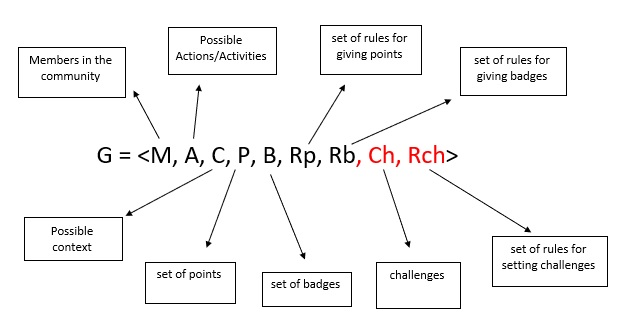 Members in the
community
Possible
Actions/Activities
set of rules for
giving points
set of rules for
giving badges
G = <M, A, C, P, B, Rp, Rb, Ch, Rch>
Possible
context
set of points
set of badges
challenges
set of rules for
setting challenges